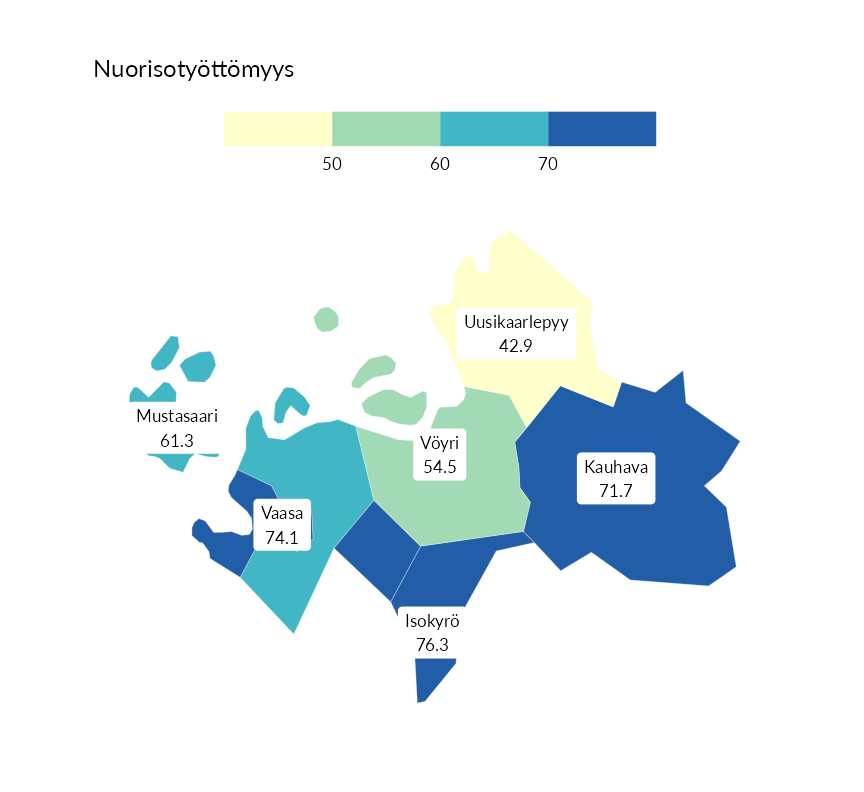 Nuorisotyöttömyys
50
60
70
Uusikaarlepyy
42.9
Mustasaari
61.3
Vöyri
54.5
Kauhava
71.7
Vaasa
74.1
Isokyrö
76.3